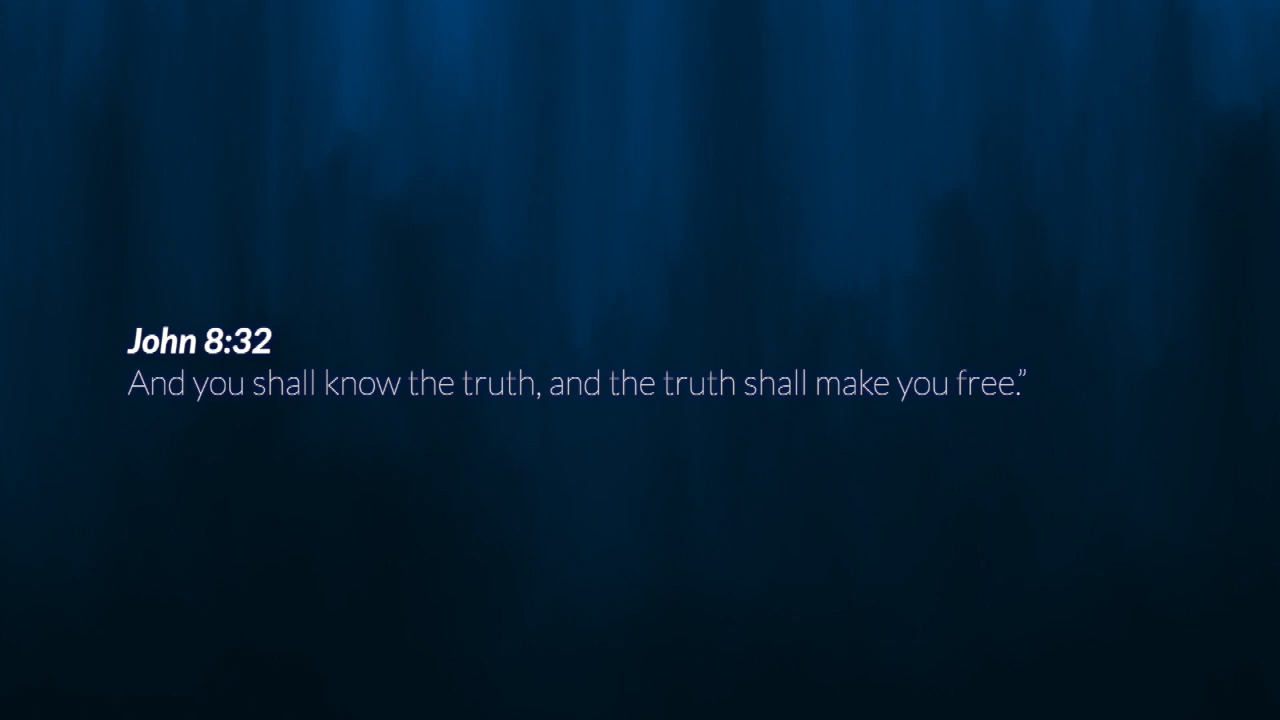 John 8:32
And you shall know the truth, and the truth shall make you free.”